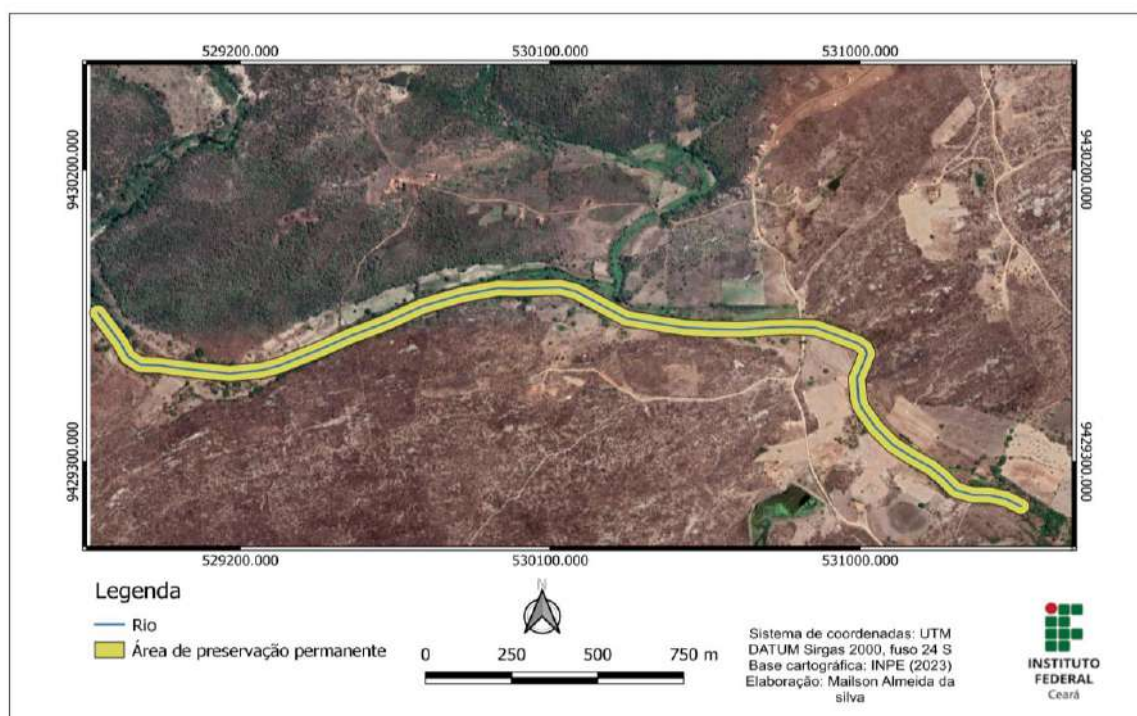 529200.000 530100.000 531000.000
9430200.000 9430200.000
9429300.000 9429300.000
529200.000 530100.000 531000.000
Legenda
Rio
Área de preservação permanente
N
0 250 500 750 m
Sistema de coordenadas: UTM
DATUM Sirgas 2000, fuso 24 S
Base cartográfica: INPE (2023)
Elaboração: Mailson Almeida da
silva
INSTITUTO
FEDERAL
Ceará